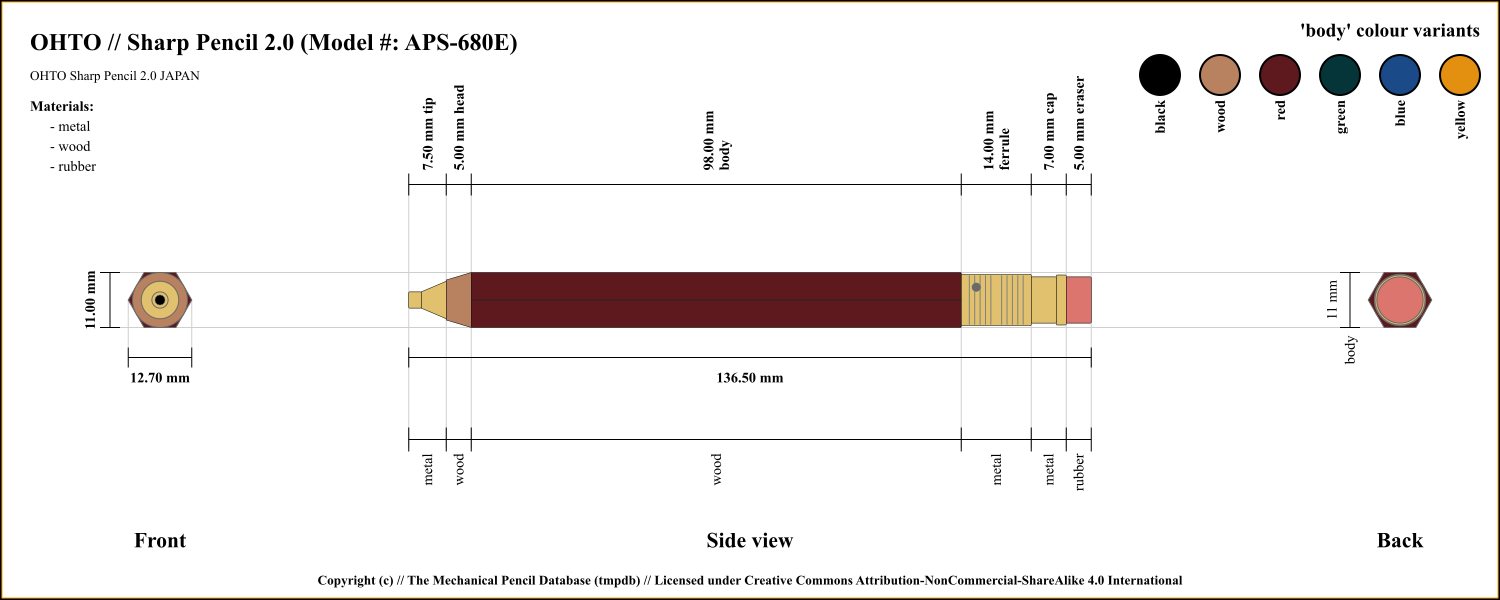 OHTO // Sharp Pencil 2.0 (Model #: APS-680E)
OHTO Sharp Pencil 2.0 JAPAN
Materials:
- metal
- wood
- rubber
'body' colour variants
black
wood
red
green
blue
yellow
7.50 mm tip
5.00 mm head
98.00 mm
body
14.00 mm
ferrule
7.00 mm cap
5.00 mm eraser
11.00 mm
12.70 mm
136.50 mm
11 mm
body
metal
wood
wood
metal
metal
rubber
Front
Side view
Back
Copyright (c) // The Mechanical Pencil Database (tmpdb) // Licensed under Creative Commons Attribution-NonCommercial-ShareAlike 4.0 International